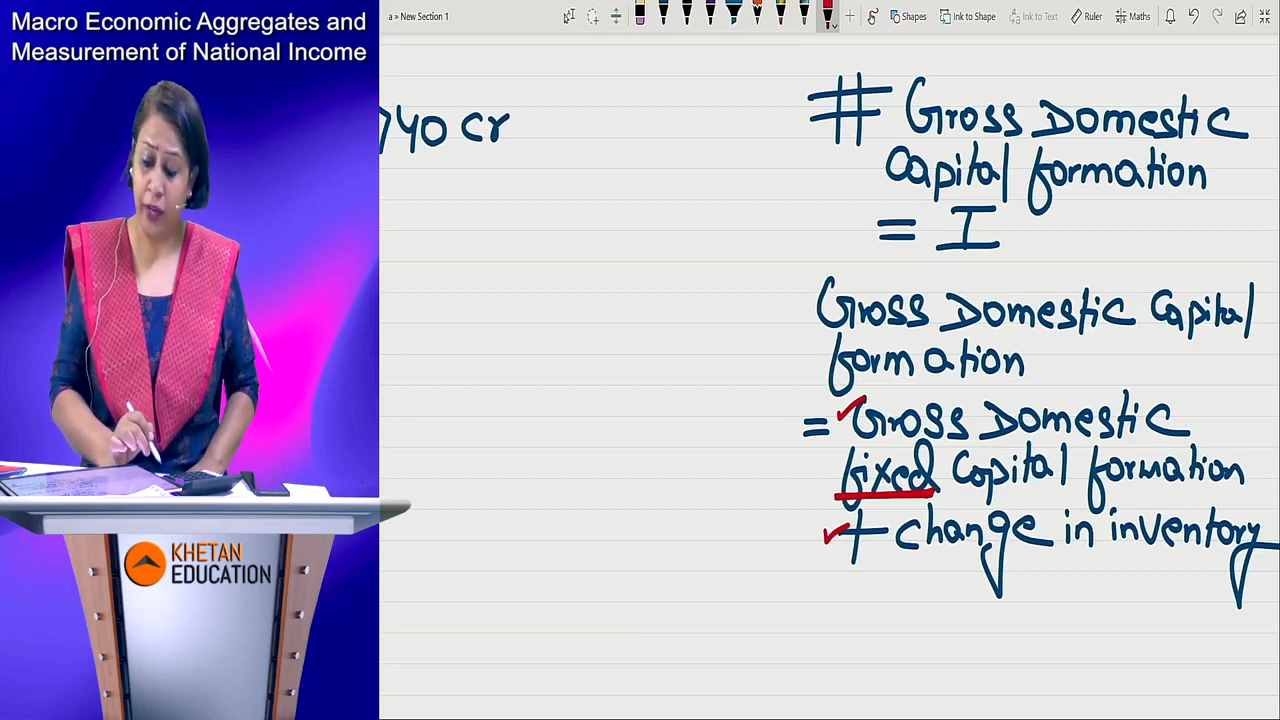 Macro Economic Aggregates and
Measurement of National Income
a » New Section 1
Shapes
Ink to Shape
Ink to Text
Ruler
Maths
740 cr
# Gross Domestic
Capital formation
= I
Gross Domestic Capital
formation
= Gross Domestic
fixed Capital formation
+ change in inventory
KHETAN
EDUCATION